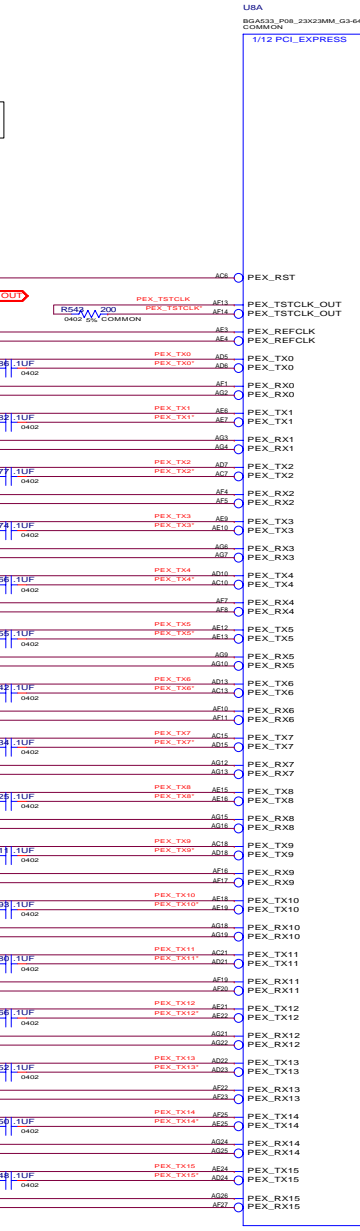 U8A
BGA533_P08_23X23MM_G3-64
COMMON
1/12 PCI_EXPRESS
AC6 PEX_RST
OUT
PEX_TSTCLK AF13 PEX_TSTCLK_OUT
R542 200 PEX_TSTCLK* AF14 PEX_TSTCLK_OUT
0402 5% COMMON
AE3 PEX_REFCLK
AE4 PEX_REFCLK
PEX_TX0 AD5 PEX_TX0
.1UF PEX_TX0* AD6 PEX_TX0
0402
AF1 PEX_RX0
AG2 PEX_RX0
PEX_TX1 AE6 PEX_TX1
.1UF PEX_TX1* AE7 PEX_TX1
0402
AG3 PEX_RX1
AG4 PEX_RX1
PEX_TX2 AD7 PEX_TX2
.1UF PEX_TX2* AC7 PEX_TX2
0402
AF4 PEX_RX2
AF5 PEX_RX2
PEX_TX3 AE9 PEX_TX3
.1UF PEX_TX3* AE10 PEX_TX3
0402
AG6 PEX_RX3
AG7 PEX_RX3
PEX_TX4 AD10 PEX_TX4
.1UF PEX_TX4* AC10 PEX_TX4
0402
AF7 PEX_RX4
AF8 PEX_RX4
PEX_TX5 AE12 PEX_TX5
.1UF PEX_TX5* AE13 PEX_TX5
0402
AG9 PEX_RX5
AG10 PEX_RX5
PEX_TX6 AD13 PEX_TX6
.1UF PEX_TX6* AC13 PEX_TX6
0402
AF10 PEX_RX6
AF11 PEX_RX6
PEX_TX7 AC15 PEX_TX7
.1UF PEX_TX7* AD15 PEX_TX7
0402
AG12 PEX_RX7
AG13 PEX_RX7
PEX_TX8 AE15 PEX_TX8
.1UF PEX_TX8* AE16 PEX_TX8
0402
AG15 PEX_RX8
AG16 PEX_RX8
PEX_TX9 AC18 PEX_TX9
.1UF PEX_TX9* AD18 PEX_TX9
0402
AF16 PEX_RX9
AF17 PEX_RX9
PEX_TX10 AE18 PEX_TX10
.1UF PEX_TX10* AE19 PEX_TX10
0402
AG18 PEX_RX10
AG19 PEX_RX10
PEX_TX11 AC21 PEX_TX11
.1UF PEX_TX11* AD21 PEX_TX11
0402
AF19 PEX_RX11
AF20 PEX_RX11
PEX_TX12 AE21 PEX_TX12
.1UF PEX_TX12* AE22 PEX_TX12
0402
AG21 PEX_RX12
AG22 PEX_RX12
PEX_TX13 AD22 PEX_TX13
.1UF PEX_TX13* AD23 PEX_TX13
0402
AF22 PEX_RX13
AF23 PEX_RX13
PEX_TX14 AF25 PEX_TX14
.1UF PEX_TX14* AE25 PEX_TX14
0402
AG24 PEX_RX14
AG25 PEX_RX14
PEX_TX15 AE24 PEX_TX15
.1UF PEX_TX15* AD24 PEX_TX15
0402
AG26 PEX_RX15
AF27 PEX_RX15